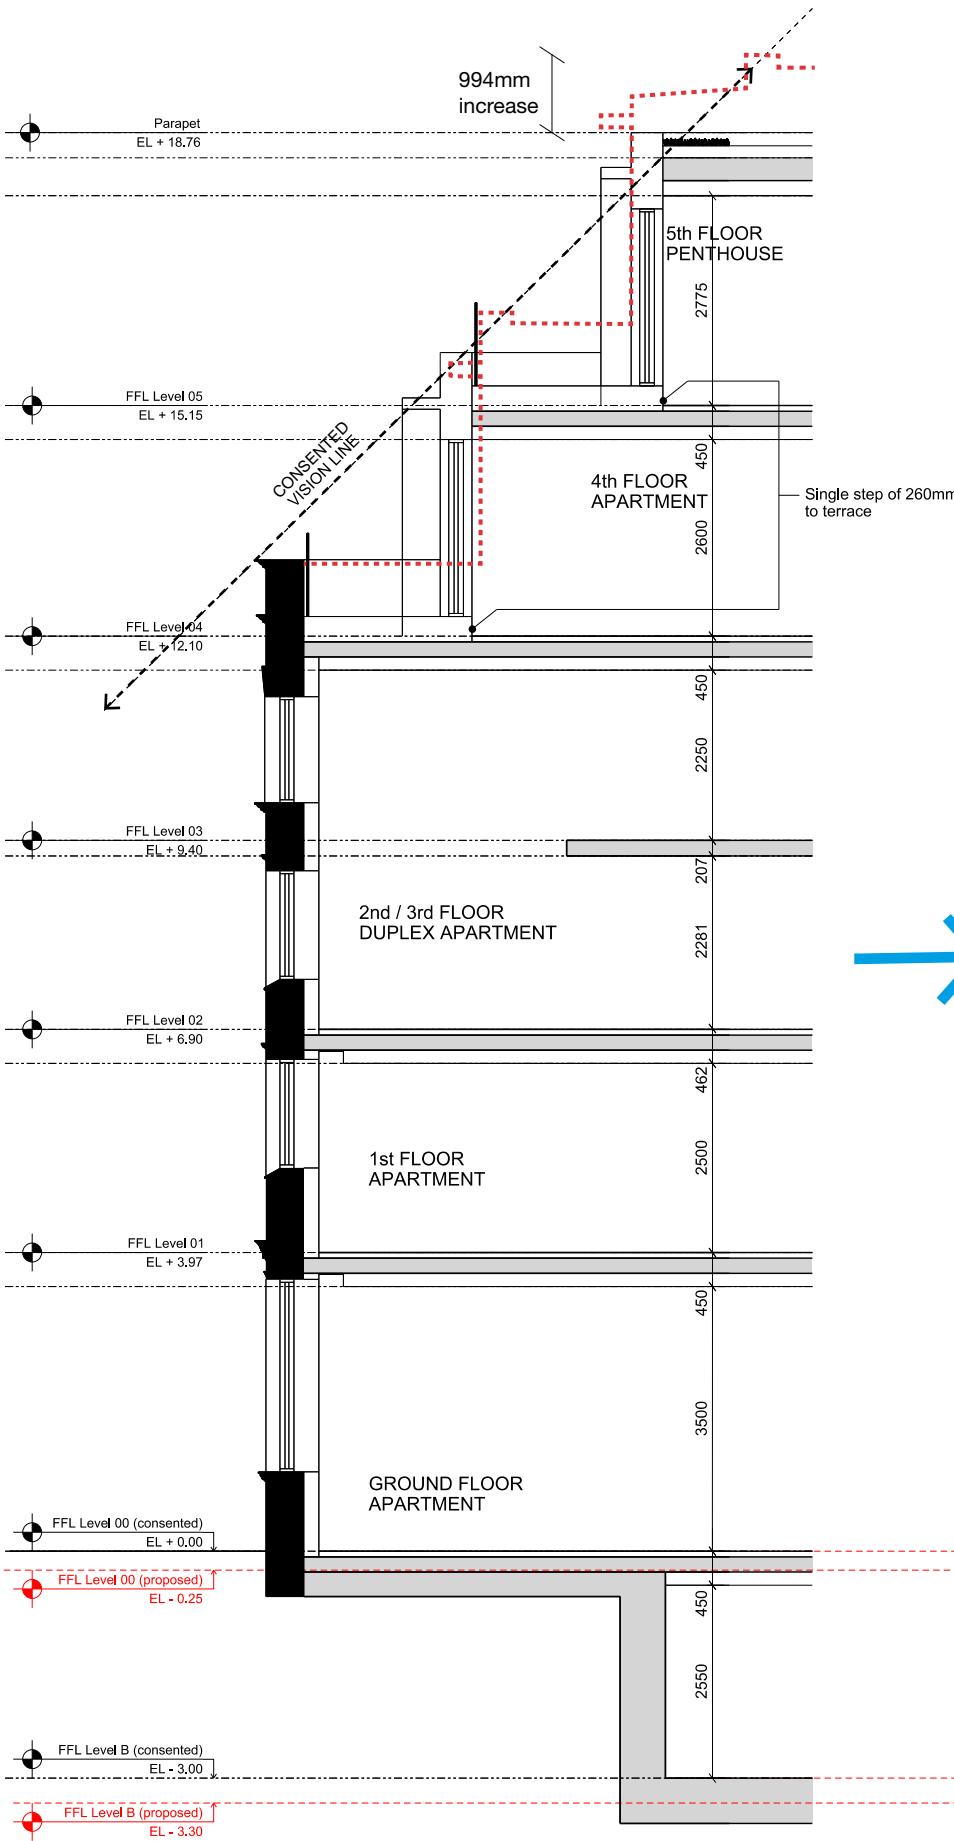 994mm
increase
Parapet
EL + 18.76
5th FLOOR
PENTHOUSE
2775
FFL Level 05
EL + 15.15
CONSENTED
VISION LINE
450
4th FLOOR
APARTMENT
Single step of 260mm
to terrace
2600
FFL Level 04
EL + 12.10
450
2250
FFL Level 03
EL + 9.40
207
2nd / 3rd FLOOR
DUPLEX APARTMENT
2281
FFL Level 02
EL + 6.90
462
1st FLOOR
APARTMENT
2500
FFL Level 01
EL + 3.97
450
3500
GROUND FLOOR
APARTMENT
FFL Level 00 (consented)
EL + 0.00
FFL Level 00 (proposed)
EL - 0.25
450
2550
FFL Level B (consented)
EL - 3.00
FFL Level B (proposed)
EL - 3.30